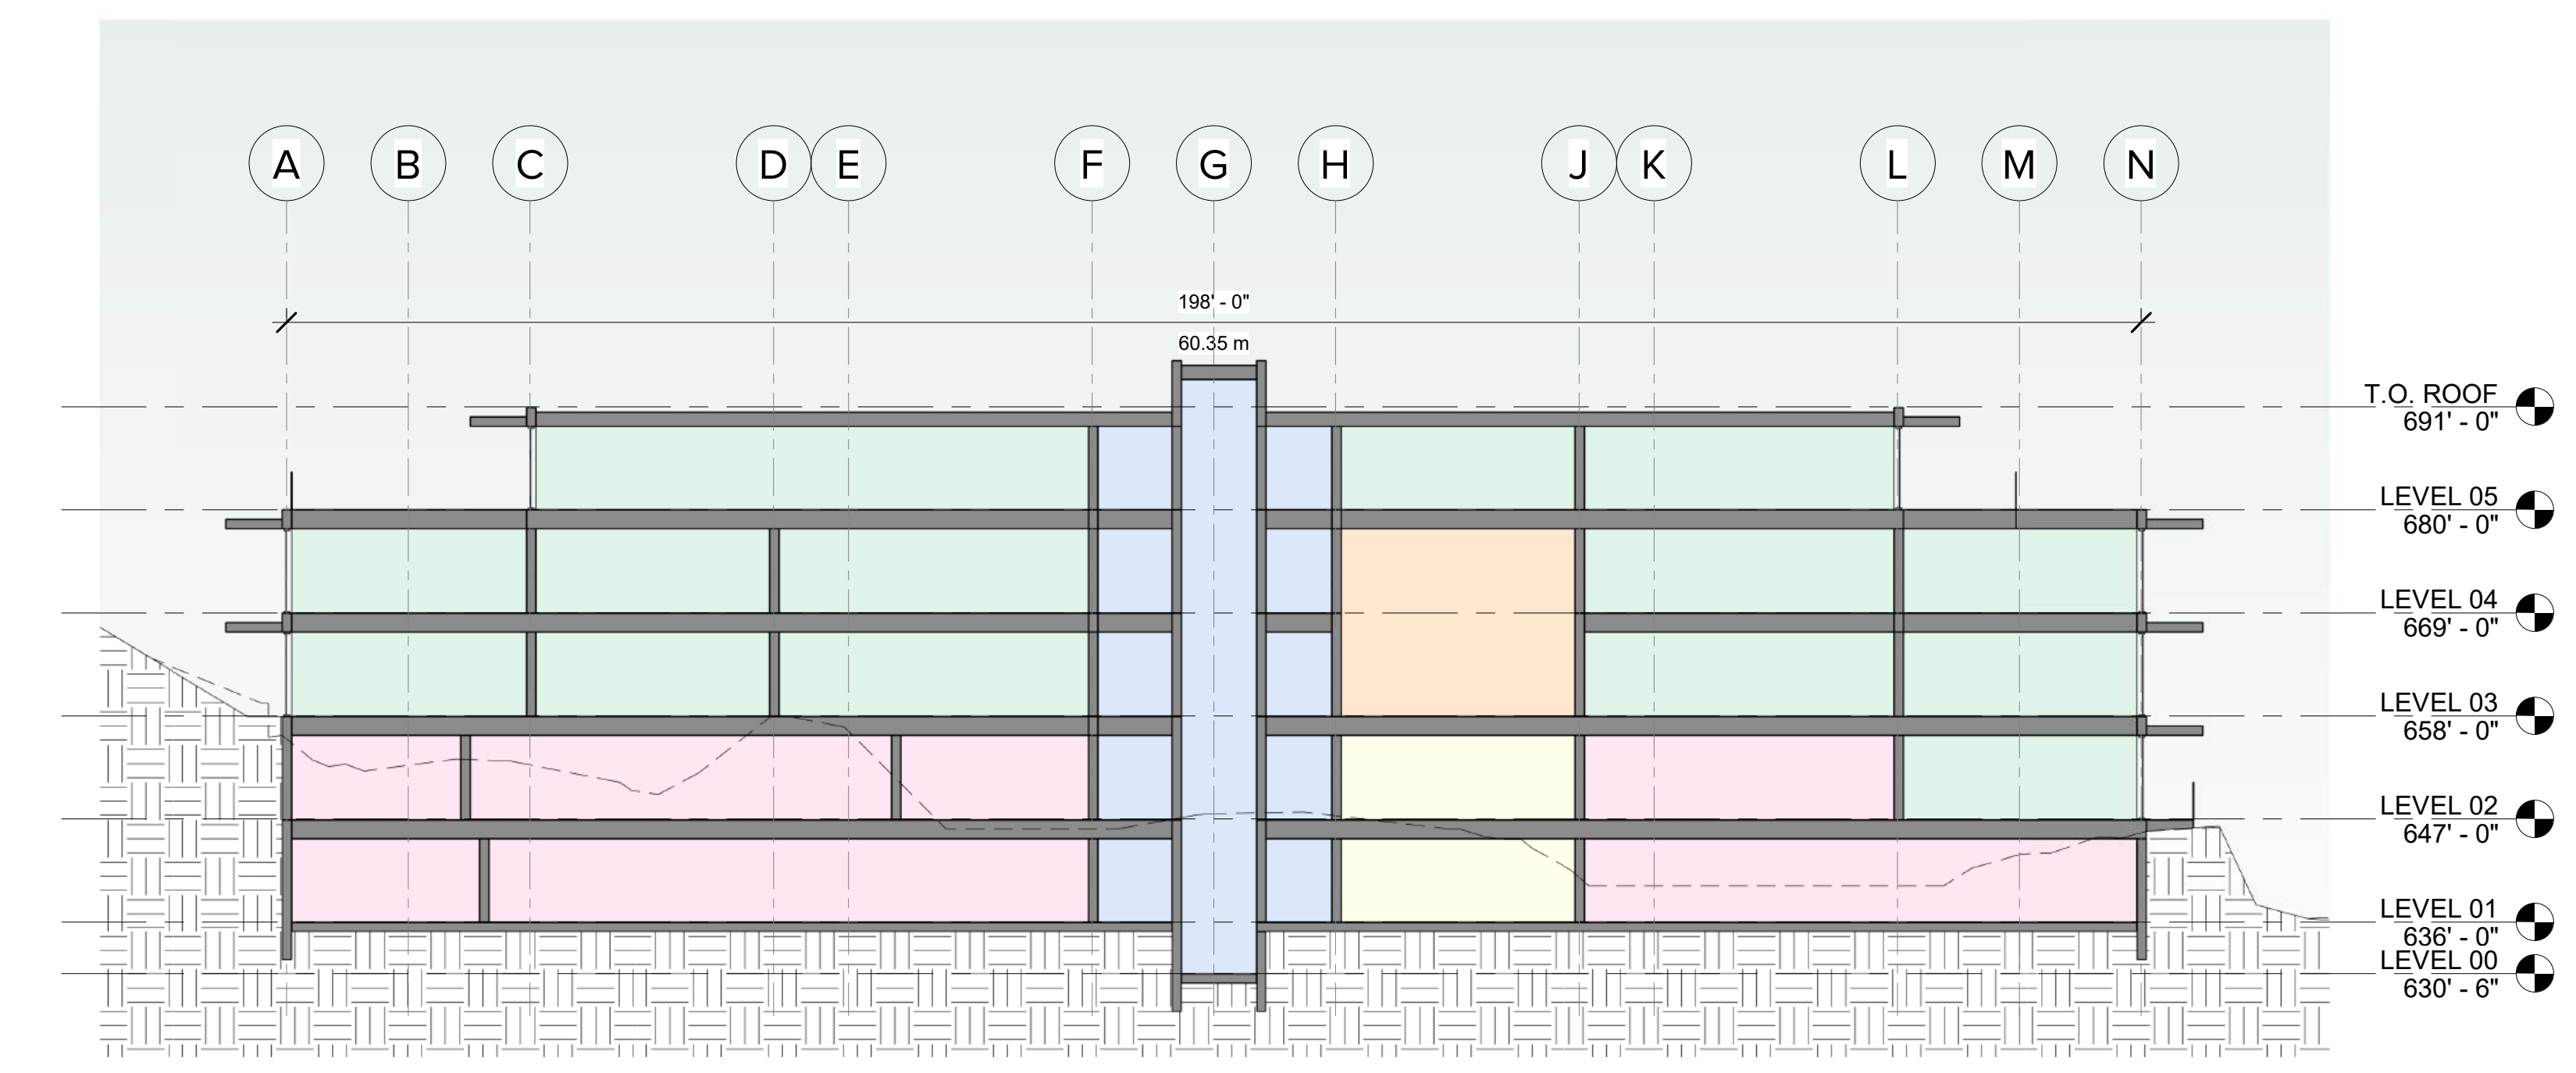 A B C D E F G H J K L M N
198' - 0"
60.35 m
T.O. ROOF
691' - 0"
LEVEL 05
680' - 0"
LEVEL 04
669' - 0"
LEVEL 03
658' - 0"
LEVEL 02
647' - 0"
LEVEL 01
636' - 0"
LEVEL 00
630' - 6"